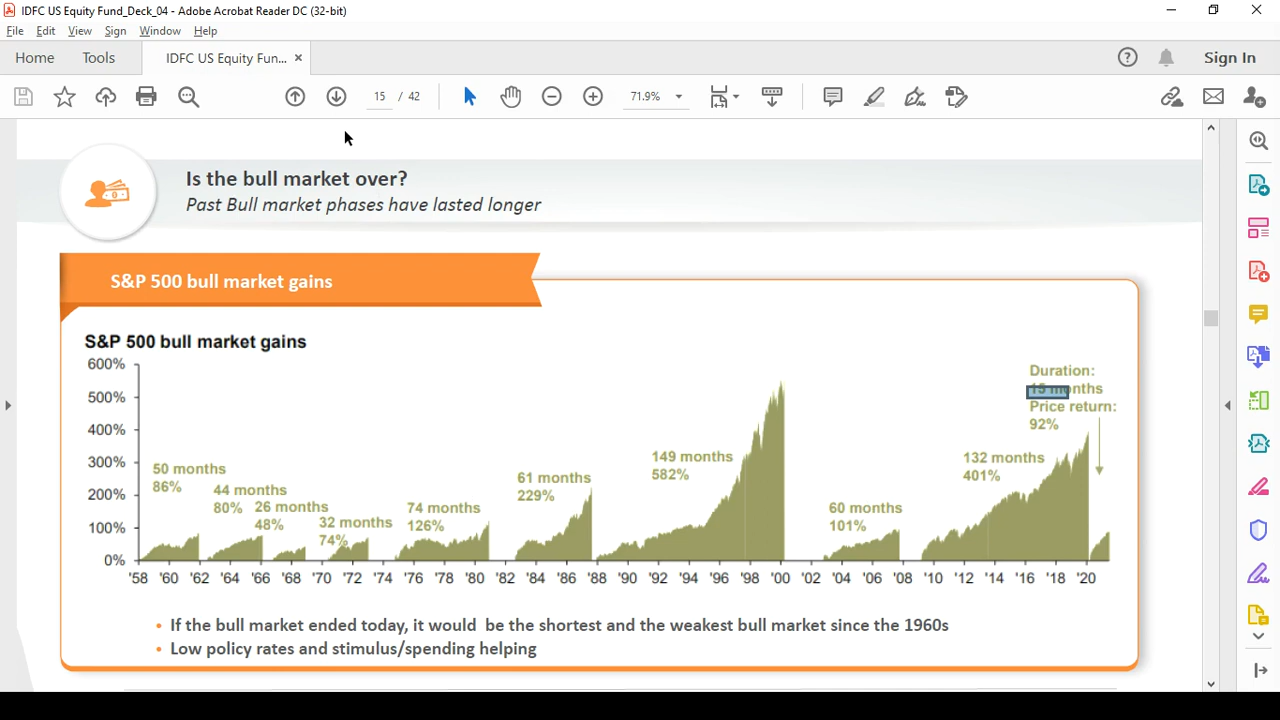 IDFC US Equity Fund_Deck_04 - Adobe Acrobat Reader DC (32-bit)
File Edit View Sign Window Help
Home Tools IDFC US Equity Fun... × Sign In
15 / 42 71.9%
Is the bull market over?
Past Bull market phases have lasted longer
S&P 500 bull market gains
S&P 500 bull market gains
600%
500%
400%
300%
200%
100%
0%
50 months
86%
44 months
80%
26 months
48%
32 months
74%
74 months
126%
61 months
229%
149 months
582%
60 months
101%
132 months
401%
Duration:
15 months
Price return:
92%
'58 '60 '62 '64 '66 '68 '70 '72 '74 '76 '78 '80 '82 '84 '86 '88 '90 '92 '94 '96 '98 '00 '02 '04 '06 '08 '10 '12 '14 '16 '18 '20
• If the bull market ended today, it would be the shortest and the weakest bull market since the 1960s
• Low policy rates and stimulus/spending helping